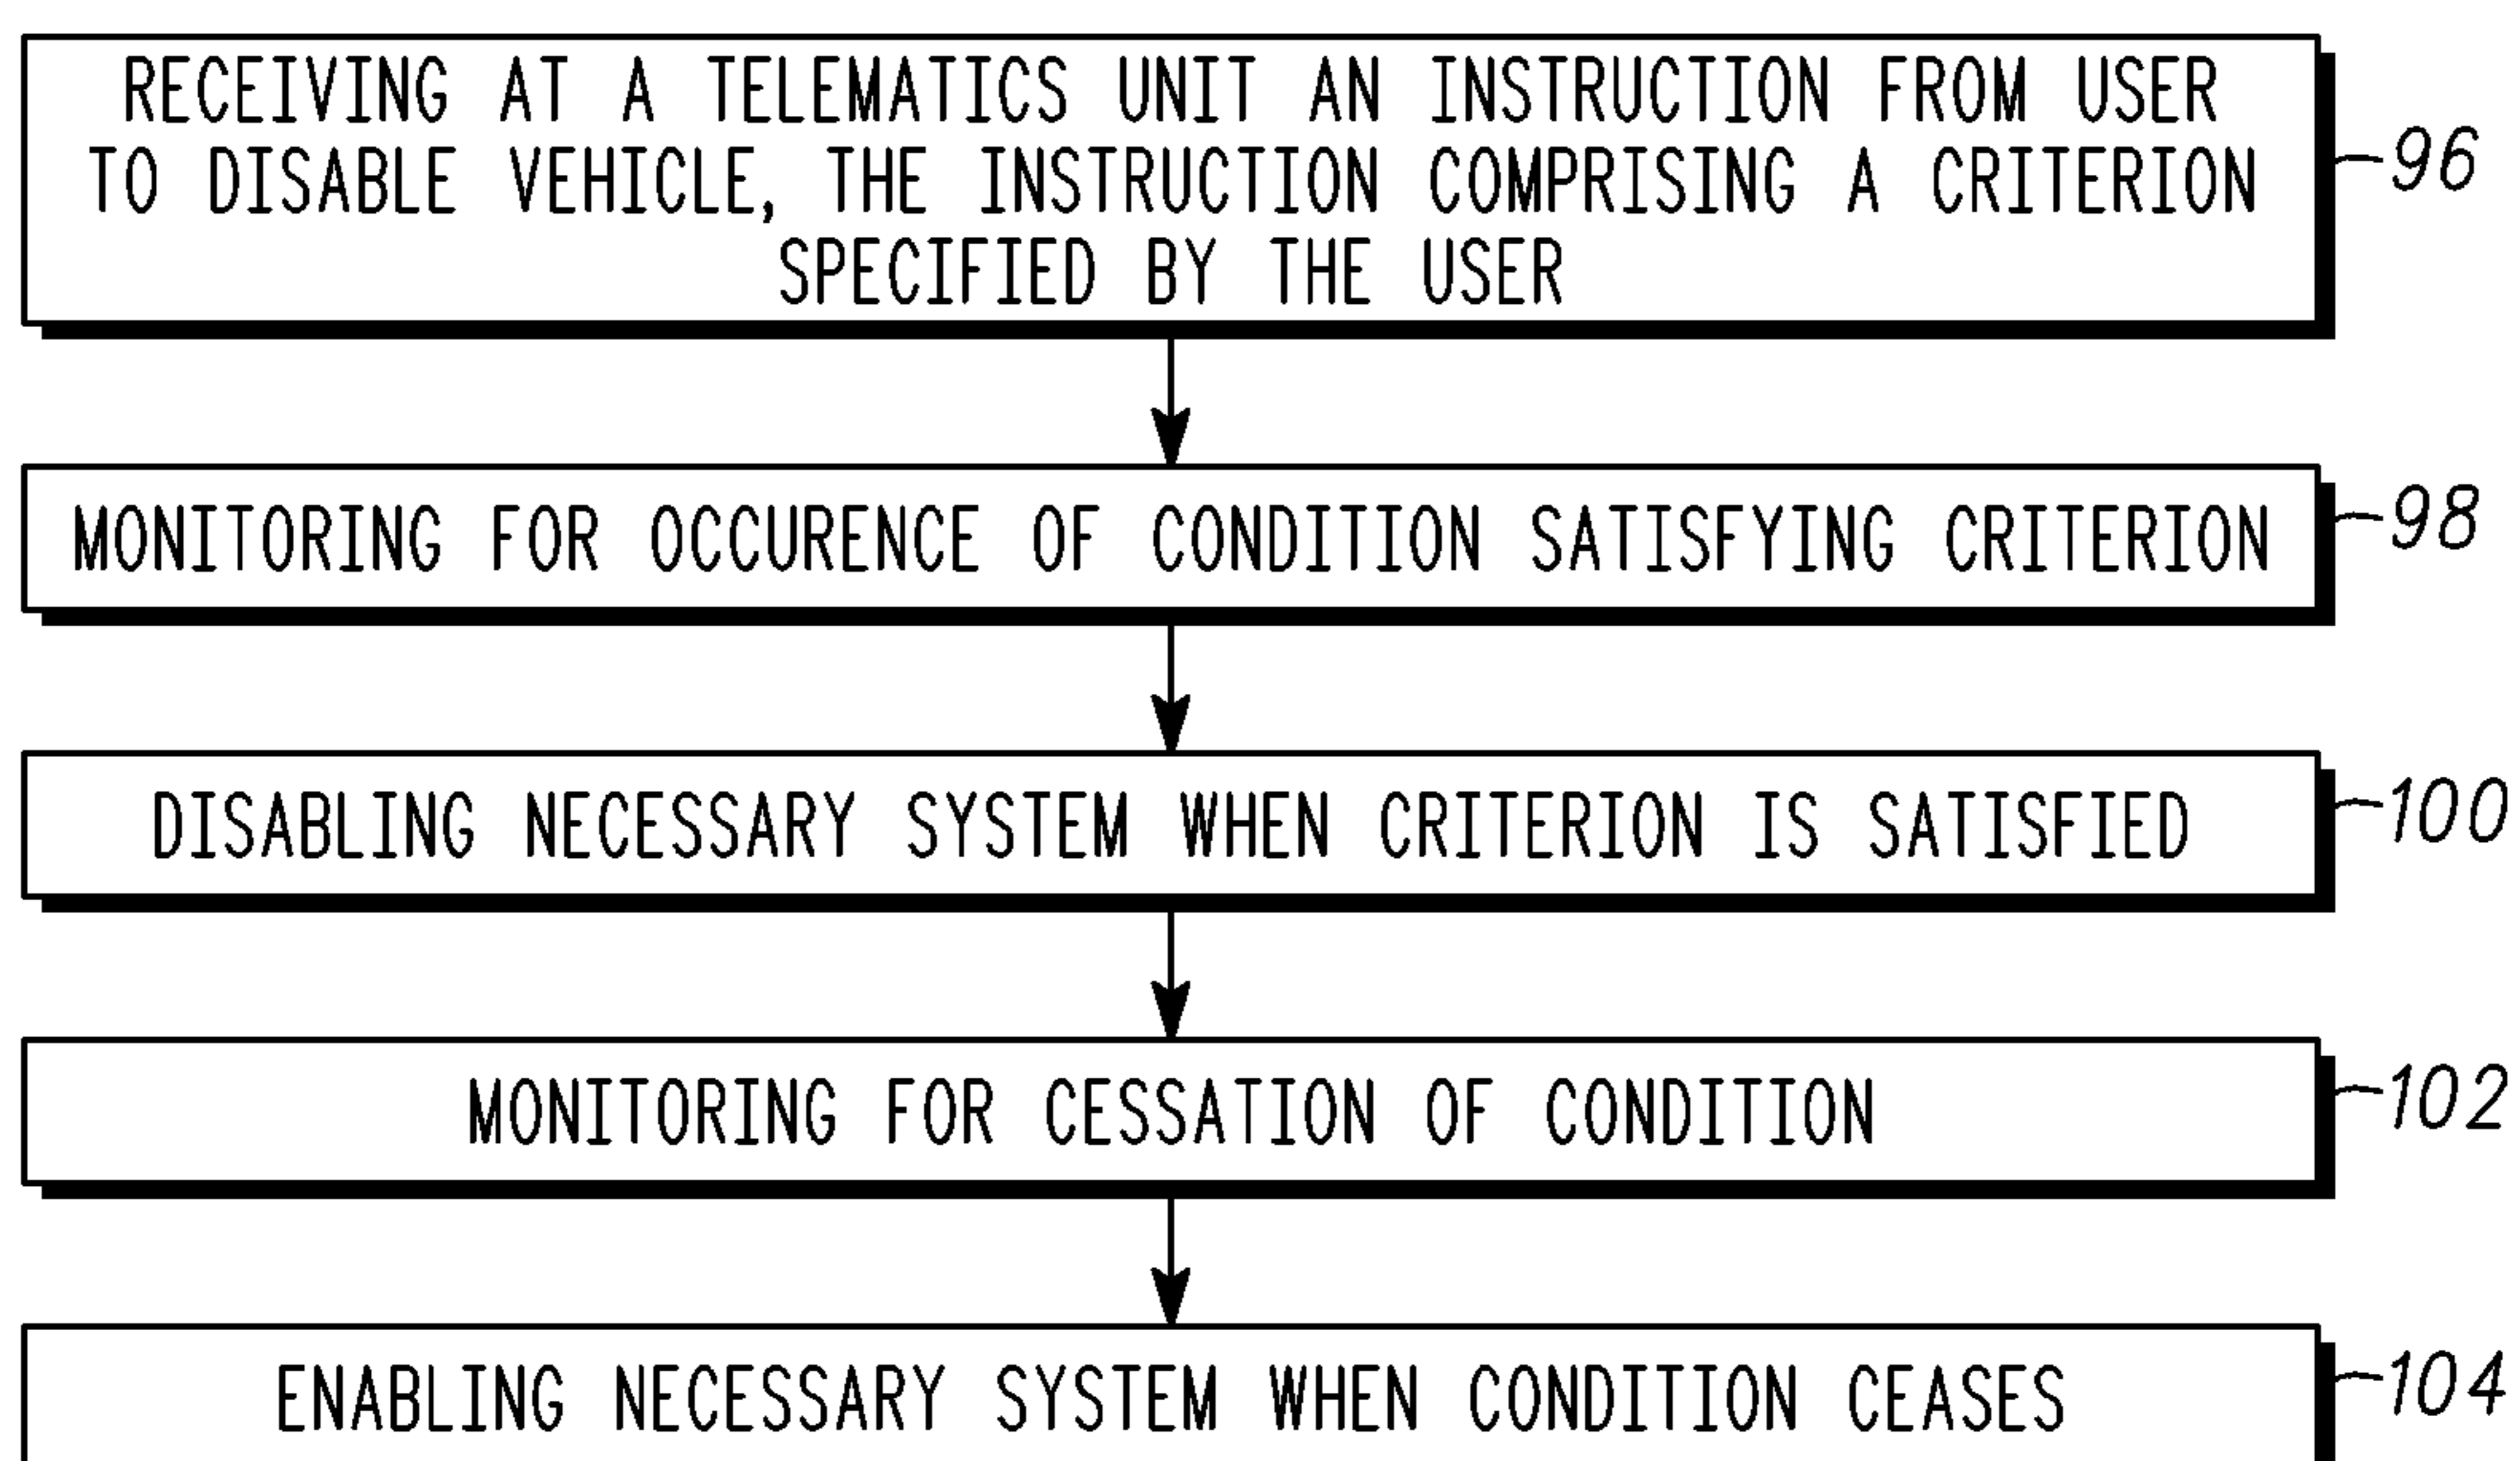 RECEIVING AT A TELEMATICS UNIT AN INSTRUCTION FROM USER
TO DISABLE VEHICLE, THE INSTRUCTION COMPRISING A CRITERION
SPECIFIED BY THE USER
96
MONITORING FOR OCCURENCE OF CONDITION SATISFYING CRITERION
98
DISABLING NECESSARY SYSTEM WHEN CRITERION IS SATISFIED
100
MONITORING FOR CESSATION OF CONDITION
102
ENABLING NECESSARY SYSTEM WHEN CONDITION CEASES
104